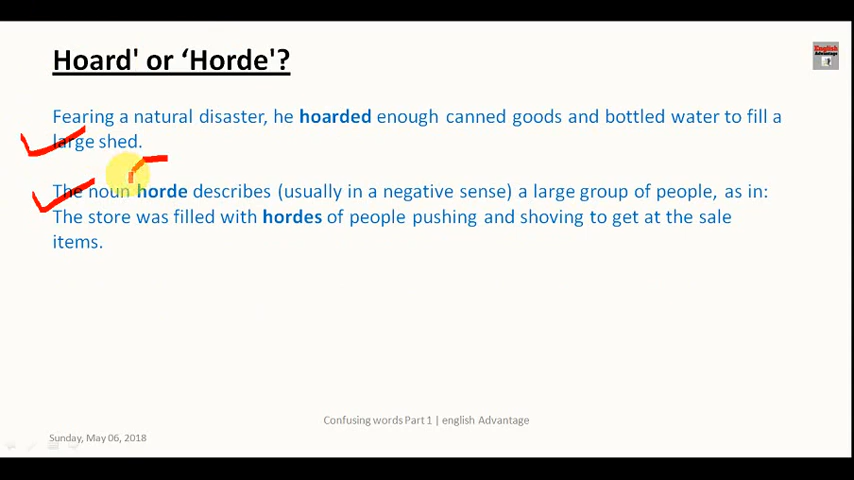 Hoard' or ‘Horde'?
English
Advantage
Fearing a natural disaster, he hoarded enough canned goods and bottled water to fill a
large shed.
The noun horde describes (usually in a negative sense) a large group of people, as in:
The store was filled with hordes of people pushing and shoving to get at the sale
items.
Confusing words Part 1 | english Advantage
Sunday, May 06, 2018